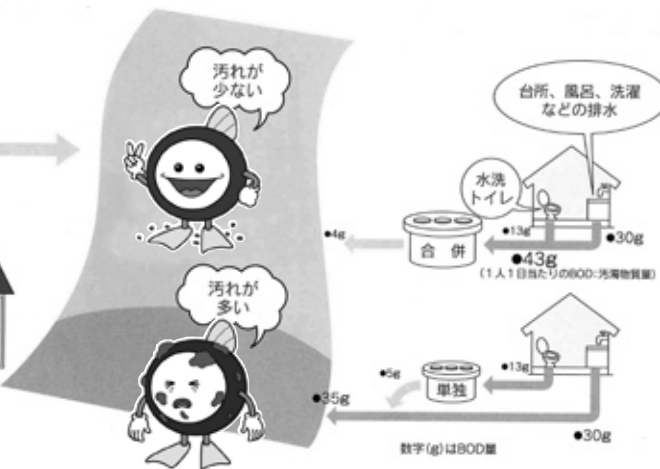 汚れが
少ない
台所、風呂、洗濯
などの排水
水洗
トイレ
●4g
合併
●13g
●30g
●43g
(1人1日当たりのBOD:汚濁物質量)
汚れが
多い
●5g
単独
●13g
●35g
●30g
数字(g)はBOD量